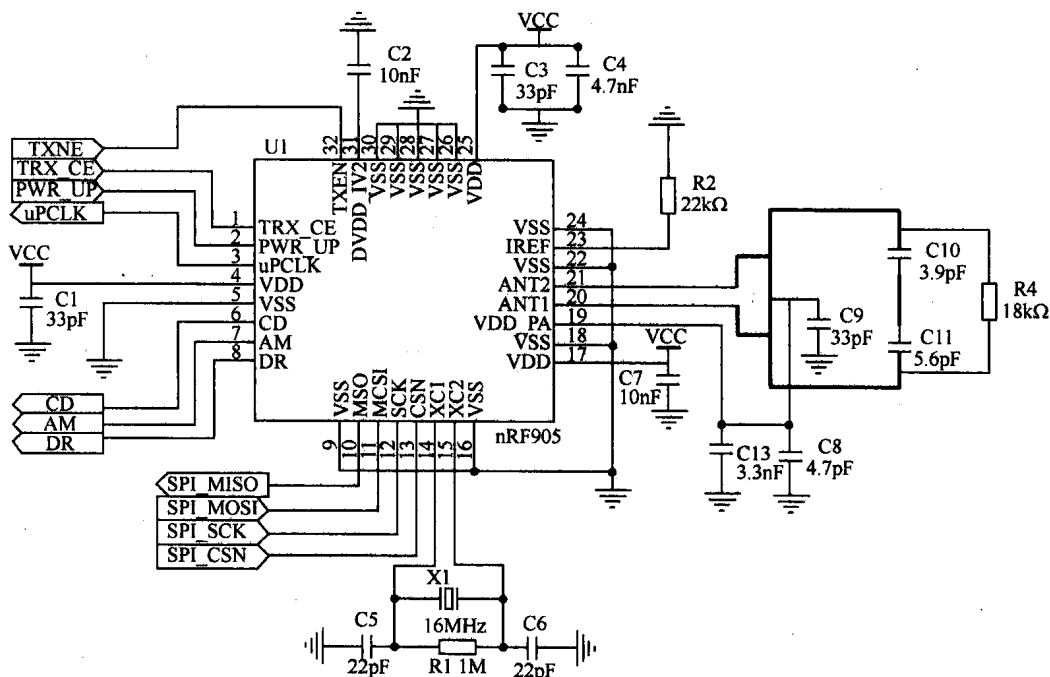 VCC
C2
10nF
C3
33pF
C4
4.7nF
U1
32
31
30
29
28
27
26
25
TXEN
DVDD_IV2
VSS
VSS
VSS
VSS
VSS
VDD
TXNE
TRX_CE
PWR_UP
uPCLK
R2
22kΩ
1
TRX_CE
2
PWR_UP
3
uPCLK
4
VDD
5
VSS
6
CD
7
AM
8
DR
VCC
C1
33pF
VSS
24
IREF
23
VSS
22
ANT2
21
ANT1
20
VDD_PA
19
VSS
18
VDD
17
C10
3.9pF
R4
18kΩ
C9
33pF
C11
5.6pF
VCC
C7
10nF
CD
AM
DR
VSS
MSO
MCSI
SCK
CSN
XC1
XC2
VSS
nRF905
9
10
11
12
13
14
15
16
C13
3.3nF
C8
4.7pF
SPI_MISO
SPI_MOSI
SPI_SCK
SPI_CSN
X1
16MHz
C5
22pF
R1 1M
C6
22pF